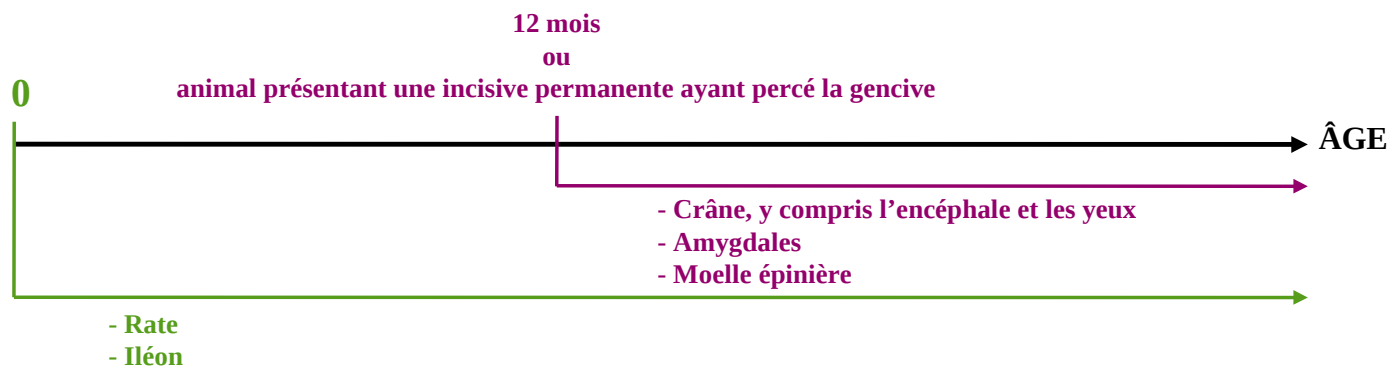 12 mois
ou
animal présentant une incisive permanente ayant percé la gencive
0
ÂGE
- Crâne, y compris l’encéphale et les yeux
- Amygdales
- Moelle épinière
- Rate
- Iléon